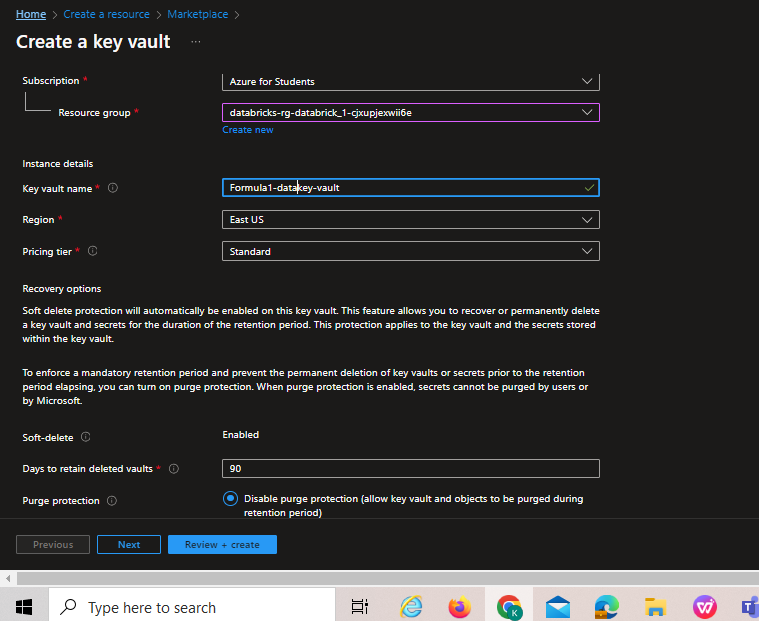 Home > Create a resource > Marketplace >
Create a key vault ...
Subscription * Azure for Students
Resource group * databricks-rg-databrick_1-cjxupjexwii6e
Create new
Instance details
Key vault name * Formula1-datakey-vault
Region * East US
Pricing tier * Standard
Recovery options
Soft delete protection will automatically be enabled on this key vault. This feature allows you to recover or permanently delete
a key vault and secrets for the duration of the retention period. This protection applies to the key vault and the secrets stored
within the key vault.
To enforce a mandatory retention period and prevent the permanent deletion of key vaults or secrets prior to the retention
period elapsing, you can turn on purge protection. When purge protection is enabled, secrets cannot be purged by users or
by Microsoft.
Soft-delete Enabled
Days to retain deleted vaults * 90
Purge protection Disable purge protection (allow key vault and objects to be purged during
retention period)
Previous Next Review + create
Type here to search
K